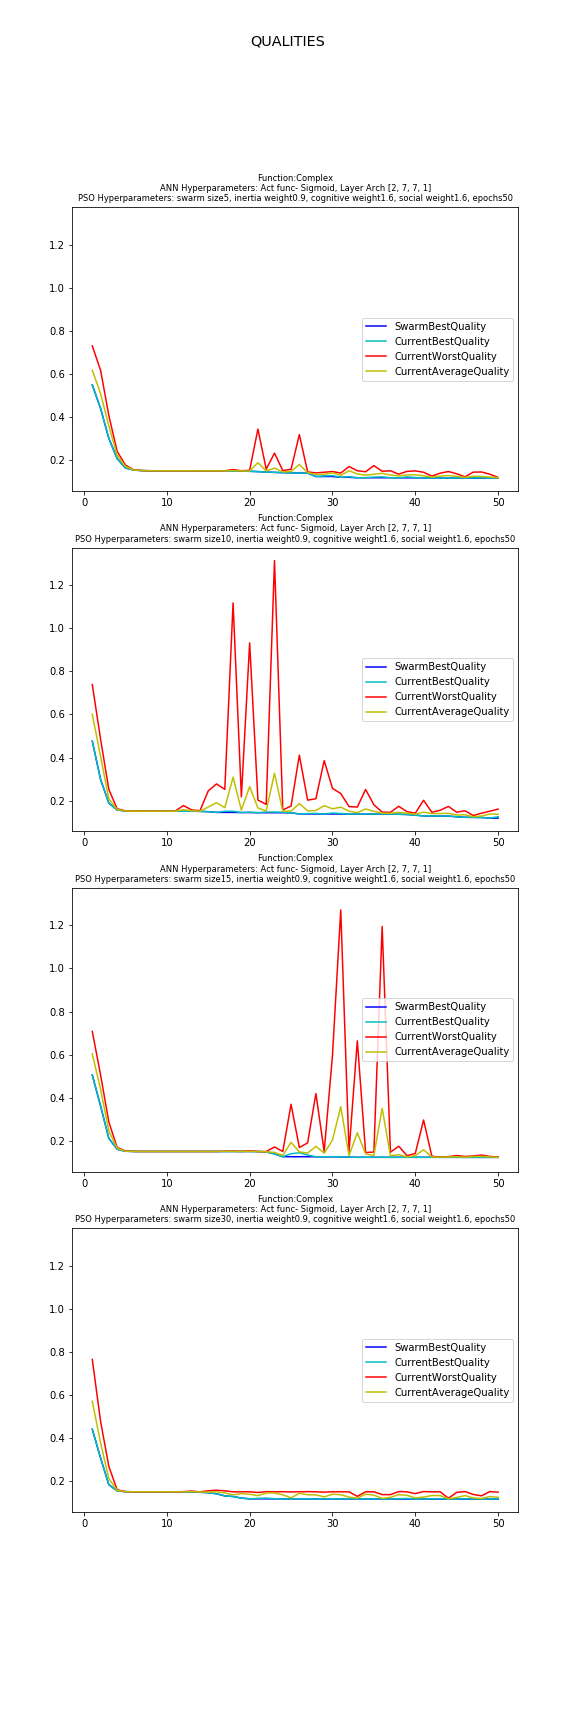 QUALITIES
Function:Complex
ANN Hyperparameters: Act func- Sigmoid, Layer Arch [2, 7, 7, 1]
PSO Hyperparameters: swarm size5, inertia weight0.9, cognitive weight1.6, social weight1.6, epochs50
1.2
1.0
0.8
0.6
0.4
0.2
SwarmBestQuality
CurrentBestQuality
CurrentWorstQuality
CurrentAverageQuality
0 10 20 30 40 50
Function:Complex
ANN Hyperparameters: Act func- Sigmoid, Layer Arch [2, 7, 7, 1]
PSO Hyperparameters: swarm size10, inertia weight0.9, cognitive weight1.6, social weight1.6, epochs50
1.2
1.0
0.8
0.6
0.4
0.2
SwarmBestQuality
CurrentBestQuality
CurrentWorstQuality
CurrentAverageQuality
0 10 20 30 40 50
Function:Complex
ANN Hyperparameters: Act func- Sigmoid, Layer Arch [2, 7, 7, 1]
PSO Hyperparameters: swarm size15, inertia weight0.9, cognitive weight1.6, social weight1.6, epochs50
1.2
1.0
0.8
0.6
0.4
0.2
SwarmBestQuality
CurrentBestQuality
CurrentWorstQuality
CurrentAverageQuality
0 10 20 30 40 50
Function:Complex
ANN Hyperparameters: Act func- Sigmoid, Layer Arch [2, 7, 7, 1]
PSO Hyperparameters: swarm size30, inertia weight0.9, cognitive weight1.6, social weight1.6, epochs50
1.2
1.0
0.8
0.6
0.4
0.2
SwarmBestQuality
CurrentBestQuality
CurrentWorstQuality
CurrentAverageQuality
0 10 20 30 40 50